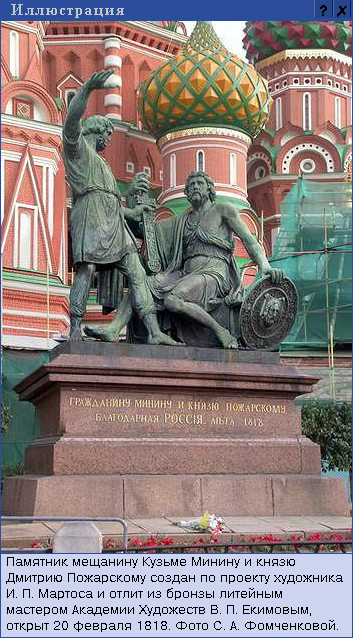 Иллюстрация ? ✗
ГРАЖДАНИНУ МИНИНУ И КНЯЗЮ ПОЖАРСКОМУ
БЛАГОДАРНАЯ РОССІЯ. ЛѢТА 1818.
Памятник мещанину Кузьме Минину и князю
Дмитрию Пожарскому создан по проекту художника
И. П. Мартоса и отлит из бронзы литейным
мастером Академии Художеств В. П. Екимовым,
открыт 20 февраля 1818. Фото С. А. Фомченковой.